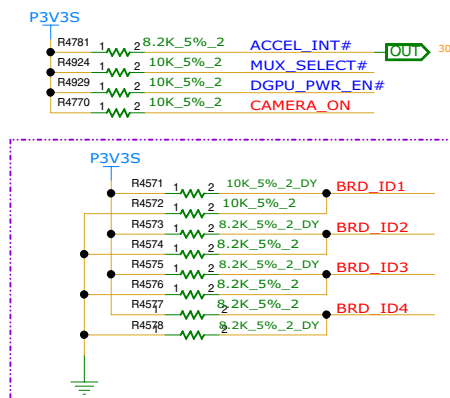 P3V3S
R4781 1 2 8.2K_5%_2 ACCEL_INT# OUT 30
R4924 1 2 10K_5%_2 MUX_SELECT#
R4929 1 2 10K_5%_2 DGPU_PWR_EN#
R4770 1 2 10K_5%_2 CAMERA_ON
P3V3S
R4571 1 2 10K_5%_2_DY BRD_ID1
R4572 1 2 10K_5%_2
R4573 1 2 8.2K_5%_2_DY BRD_ID2
R4574 1 2 8.2K_5%_2
R4575 1 2 8.2K_5%_2_DY BRD_ID3
R4576 1 2 8.2K_5%_2
R4577 1 2 8.2K_5%_2 BRD_ID4
R4578 1 2 8.2K_5%_2_DY